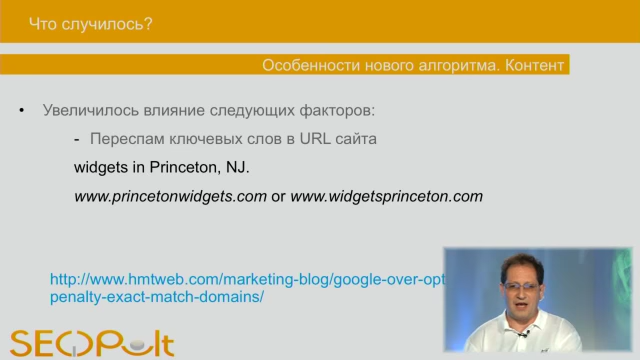 Что случилось?
Особенности нового алгоритма. Контент
• Увеличилось влияние следующих факторов:
- Переспам ключевых слов в URL сайта
widgets in Princeton, NJ.
www.princetonwidgets.com or www.widgetsprinceton.com
http://www.hmtweb.com/marketing-blog/google-over-opt
penalty-exact-match-domains/
SEOPult